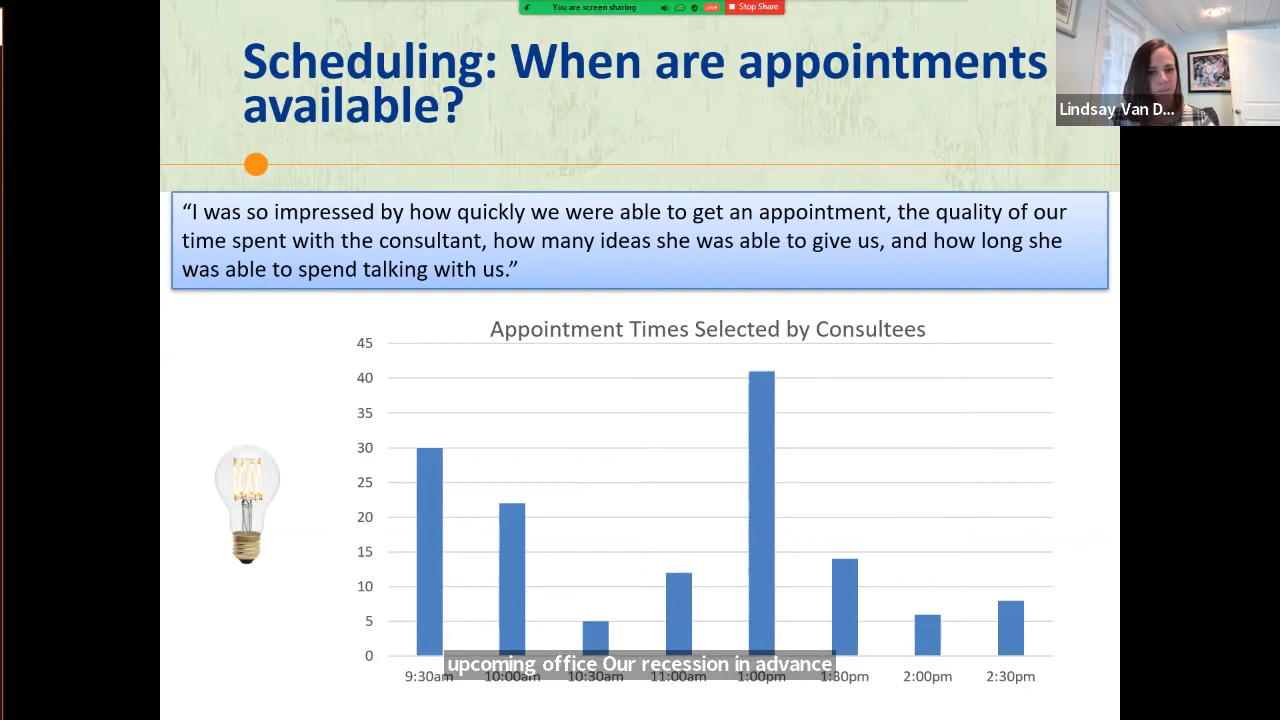 You are screen sharing
LIVE
Stop Share
Scheduling: When are appointments
available?
Lindsay Van D...
“I was so impressed by how quickly we were able to get an appointment, the quality of our
time spent with the consultant, how many ideas she was able to give us, and how long she
was able to spend talking with us.”
Appointment Times Selected by Consultees
45
40
35
30
25
20
15
10
5
0
upcoming office Our recession in advance
9:30am 10:00am 10:30am 11:00am 1:00pm 1:30pm 2:00pm 2:30pm